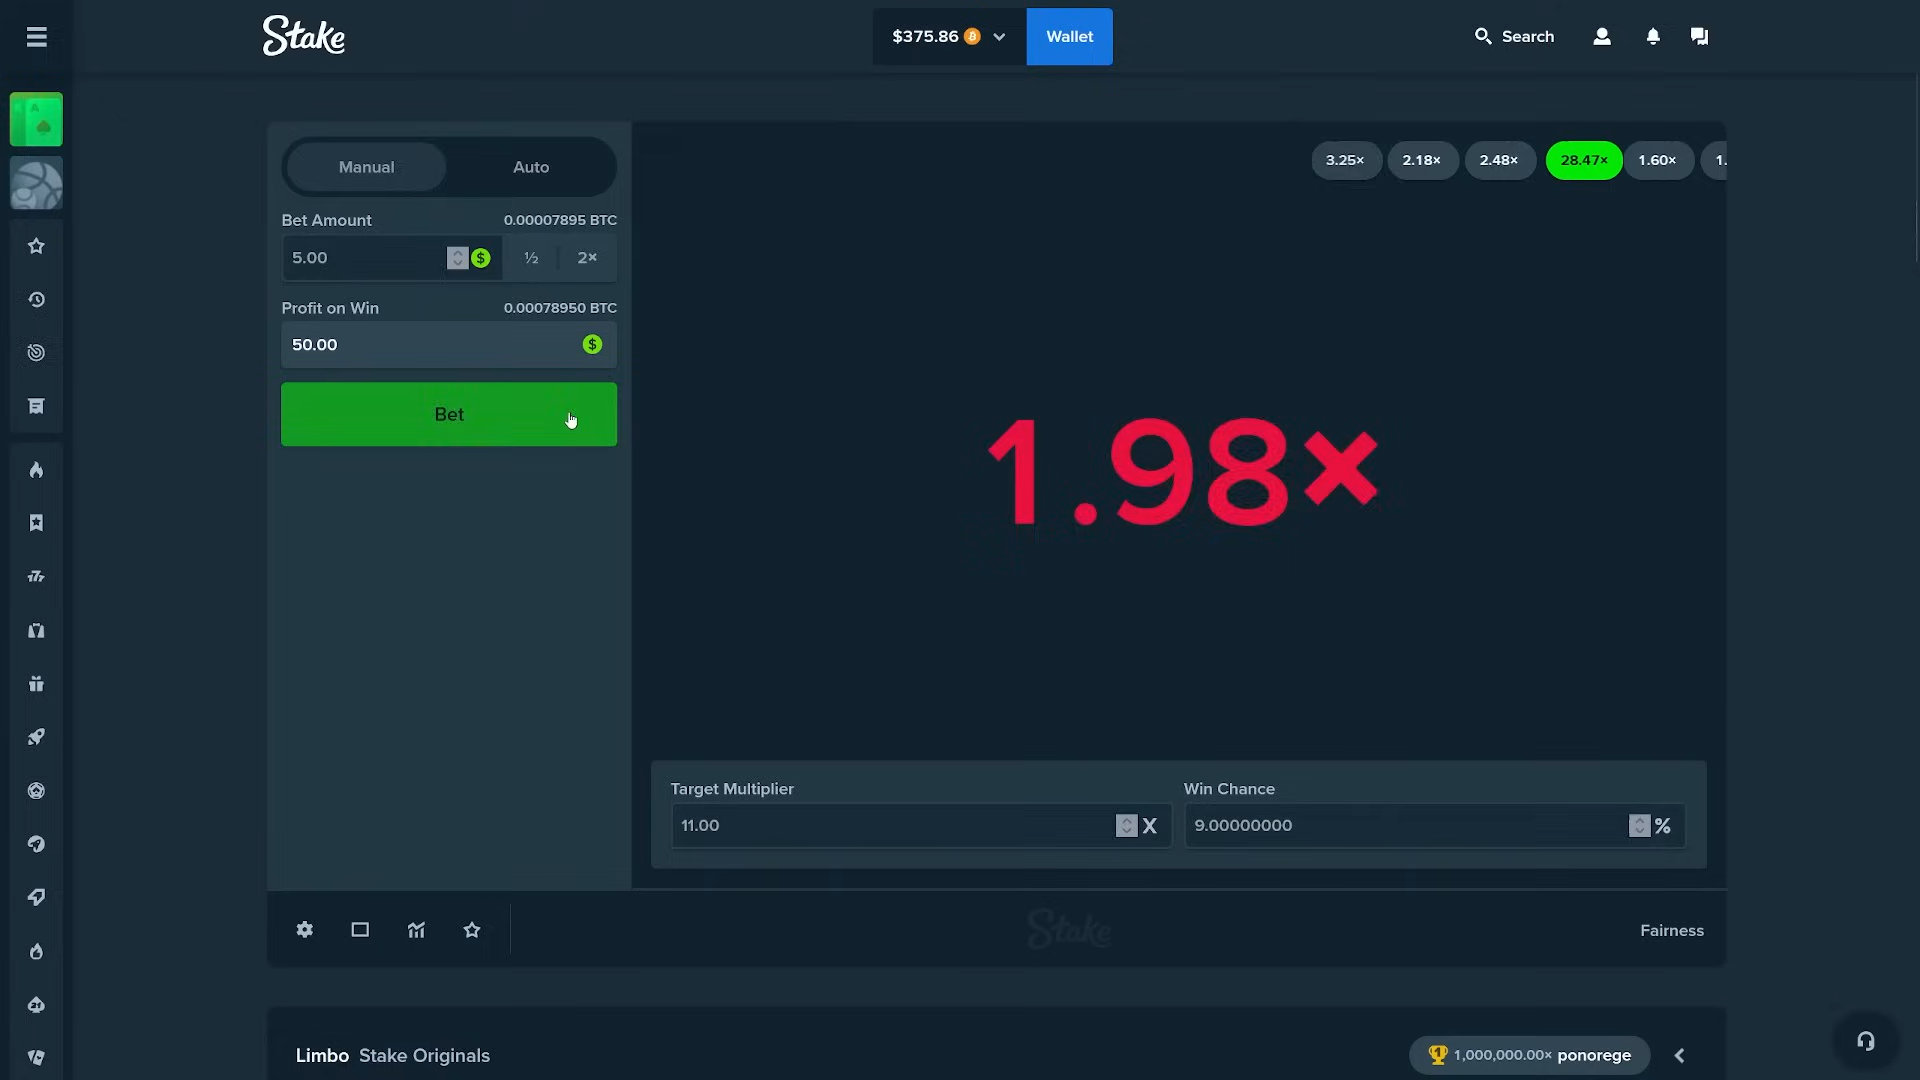 Stake
$375.86
Wallet
Search
Manual
Auto
3.25×
2.18×
2.48×
28.47×
1.60×
1.
Bet Amount
0.00007895 BTC
5.00
$
½
2×
Profit on Win
0.00078950 BTC
50.00
$
Bet
1.98×
Target Multiplier
Win Chance
11.00
X
9.00000000
%
Stake
Fairness
Limbo
Stake Originals
1,000,000.00× ponorege